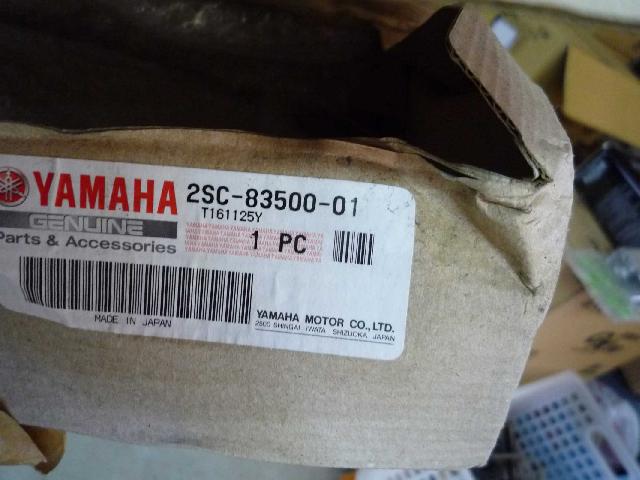 YAMAHA 2SC-83500-01
GENUINE T161125Y
Parts & Accessories 1 PC
MADE IN JAPAN
YAMAHA MOTOR CO.,LTD.
2500 SHINGAI IWATA SHIZUOKA JAPAN